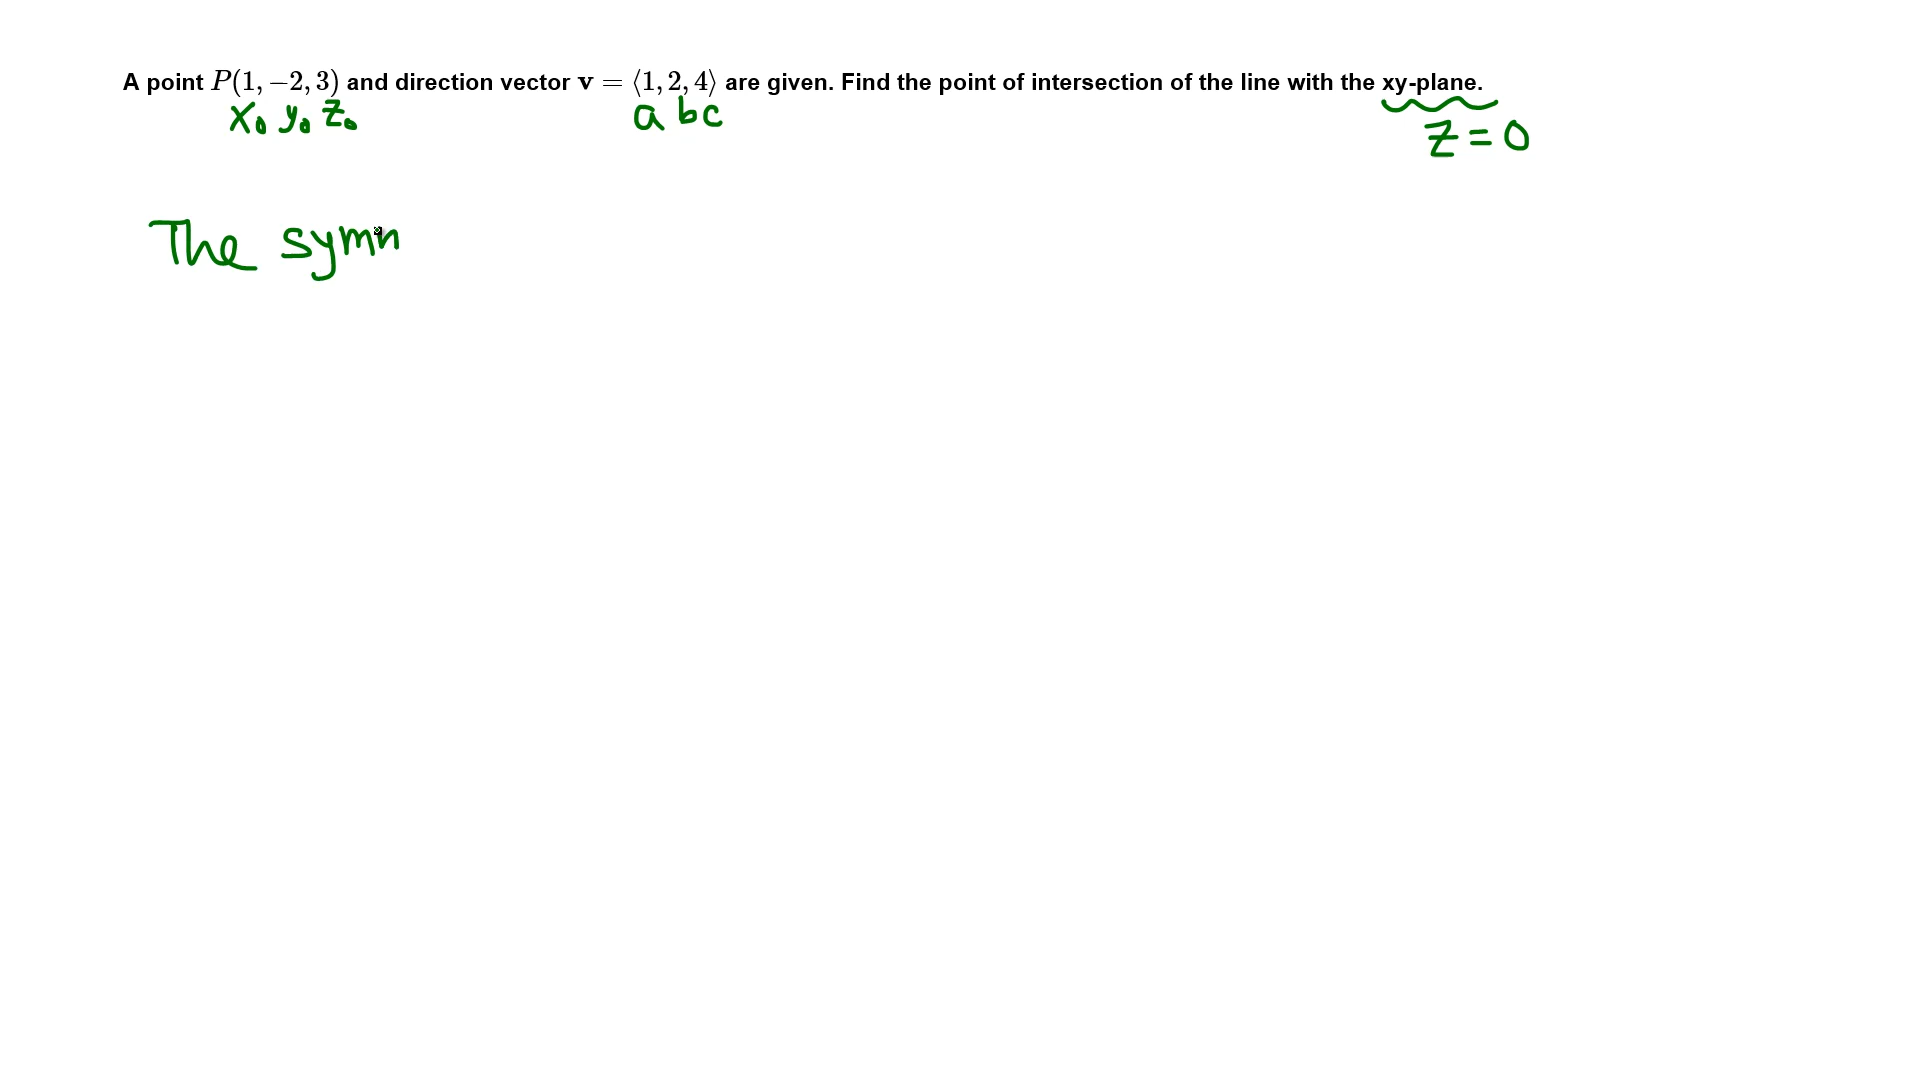 A point P(1, −2, 3) and direction vector v = ⟨1, 2, 4⟩ are given. Find the point of intersection of the line with the xy-plane.
x₀ y₀ z₀ a b c
z = 0
The symm